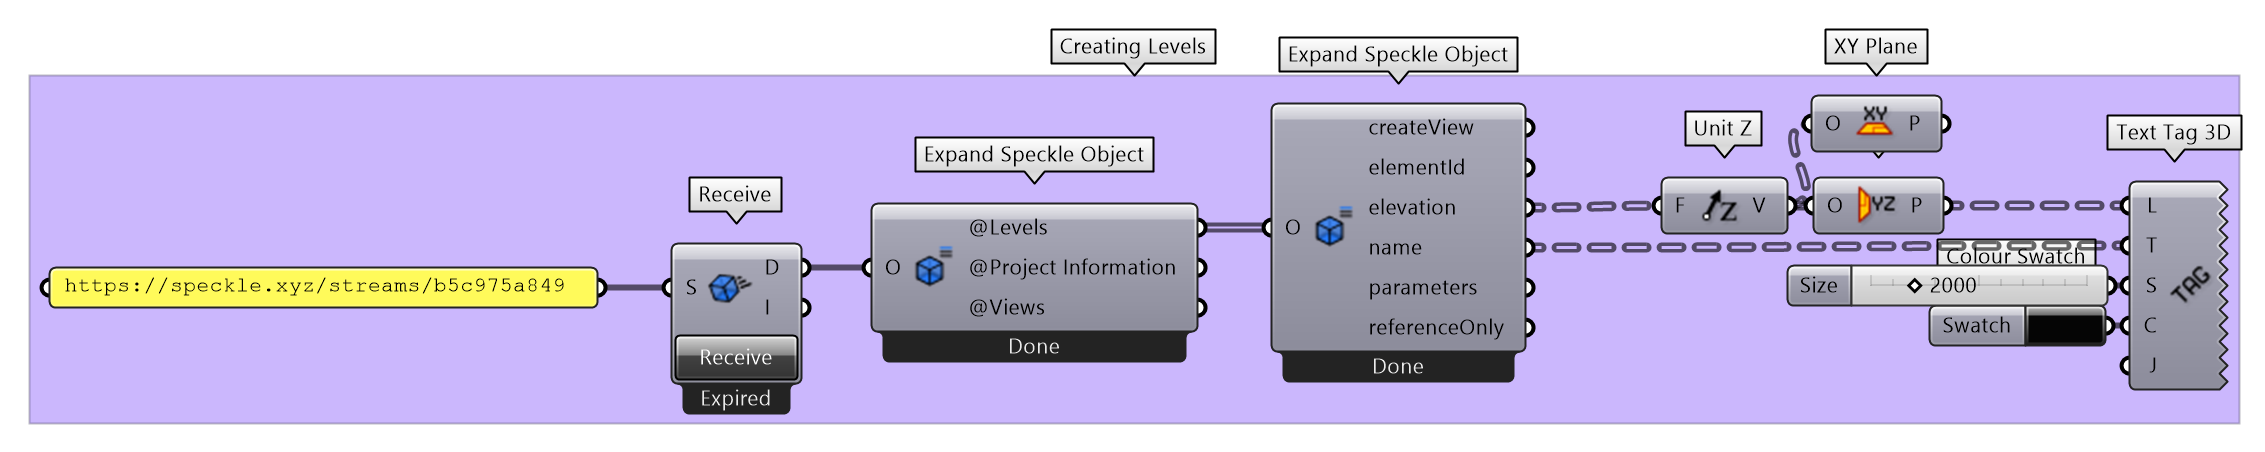 Creating Levels
Expand Speckle Object
XY Plane
XY
O P
Unit Z
Text Tag 3D
createView
Expand Speckle Object
elementId
Receive
elevation
F Z V
O YZ P
L
@Levels
O
name
T
Colour Swatch
D
O
@Project Information
https://speckle.xyz/streams/b5c975a849
S
parameters
Size 2000
S
TAG
I
@Views
referenceOnly
Swatch
C
Receive
Done
Done
J
Expired